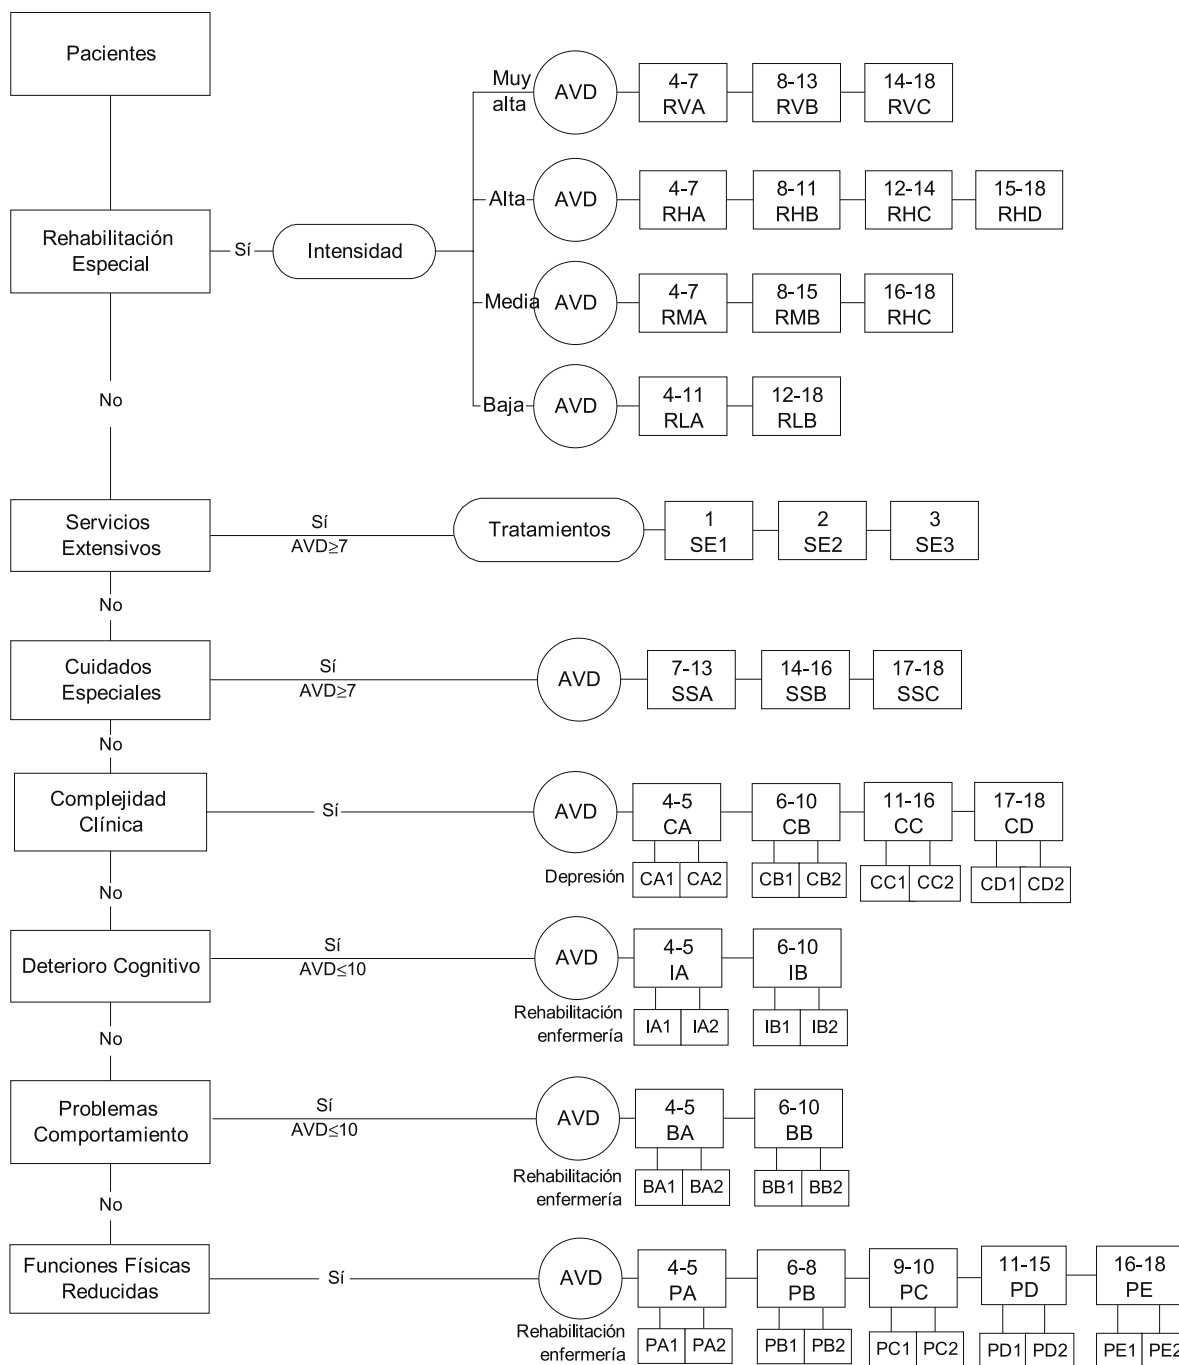 Pacientes
Muy
alta
AVD
4-7
RVA
8-13
RVB
14-18
RVC
Rehabilitación
Especial
Sí
Intensidad
Alta
AVD
4-7
RHA
8-11
RHB
12-14
RHC
15-18
RHD
Media
AVD
4-7
RMA
8-15
RMB
16-18
RHC
No
Baja
AVD
4-11
RLA
12-18
RLB
Servicios
Extensivos
Sí
AVD≥7
Tratamientos
1
SE1
2
SE2
3
SE3
No
Cuidados
Especiales
Sí
AVD≥7
AVD
7-13
SSA
14-16
SSB
17-18
SSC
No
Complejidad
Clínica
Sí
AVD
4-5
CA
6-10
CB
11-16
CC
17-18
CD
Depresión
CA1 CA2
CB1 CB2
CC1 CC2
CD1 CD2
No
Deterioro Cognitivo
Sí
AVD≤10
AVD
4-5
IA
6-10
IB
Rehabilitación
enfermería
IA1 IA2
IB1 IB2
No
Problemas
Comportamiento
Sí
AVD≤10
AVD
4-5
BA
6-10
BB
Rehabilitación
enfermería
BA1 BA2
BB1 BB2
No
Funciones Físicas
Reducidas
Sí
AVD
4-5
PA
6-8
PB
9-10
PC
11-15
PD
16-18
PE
Rehabilitación
enfermería
PA1 PA2
PB1 PB2
PC1 PC2
PD1 PD2
PE1 PE2